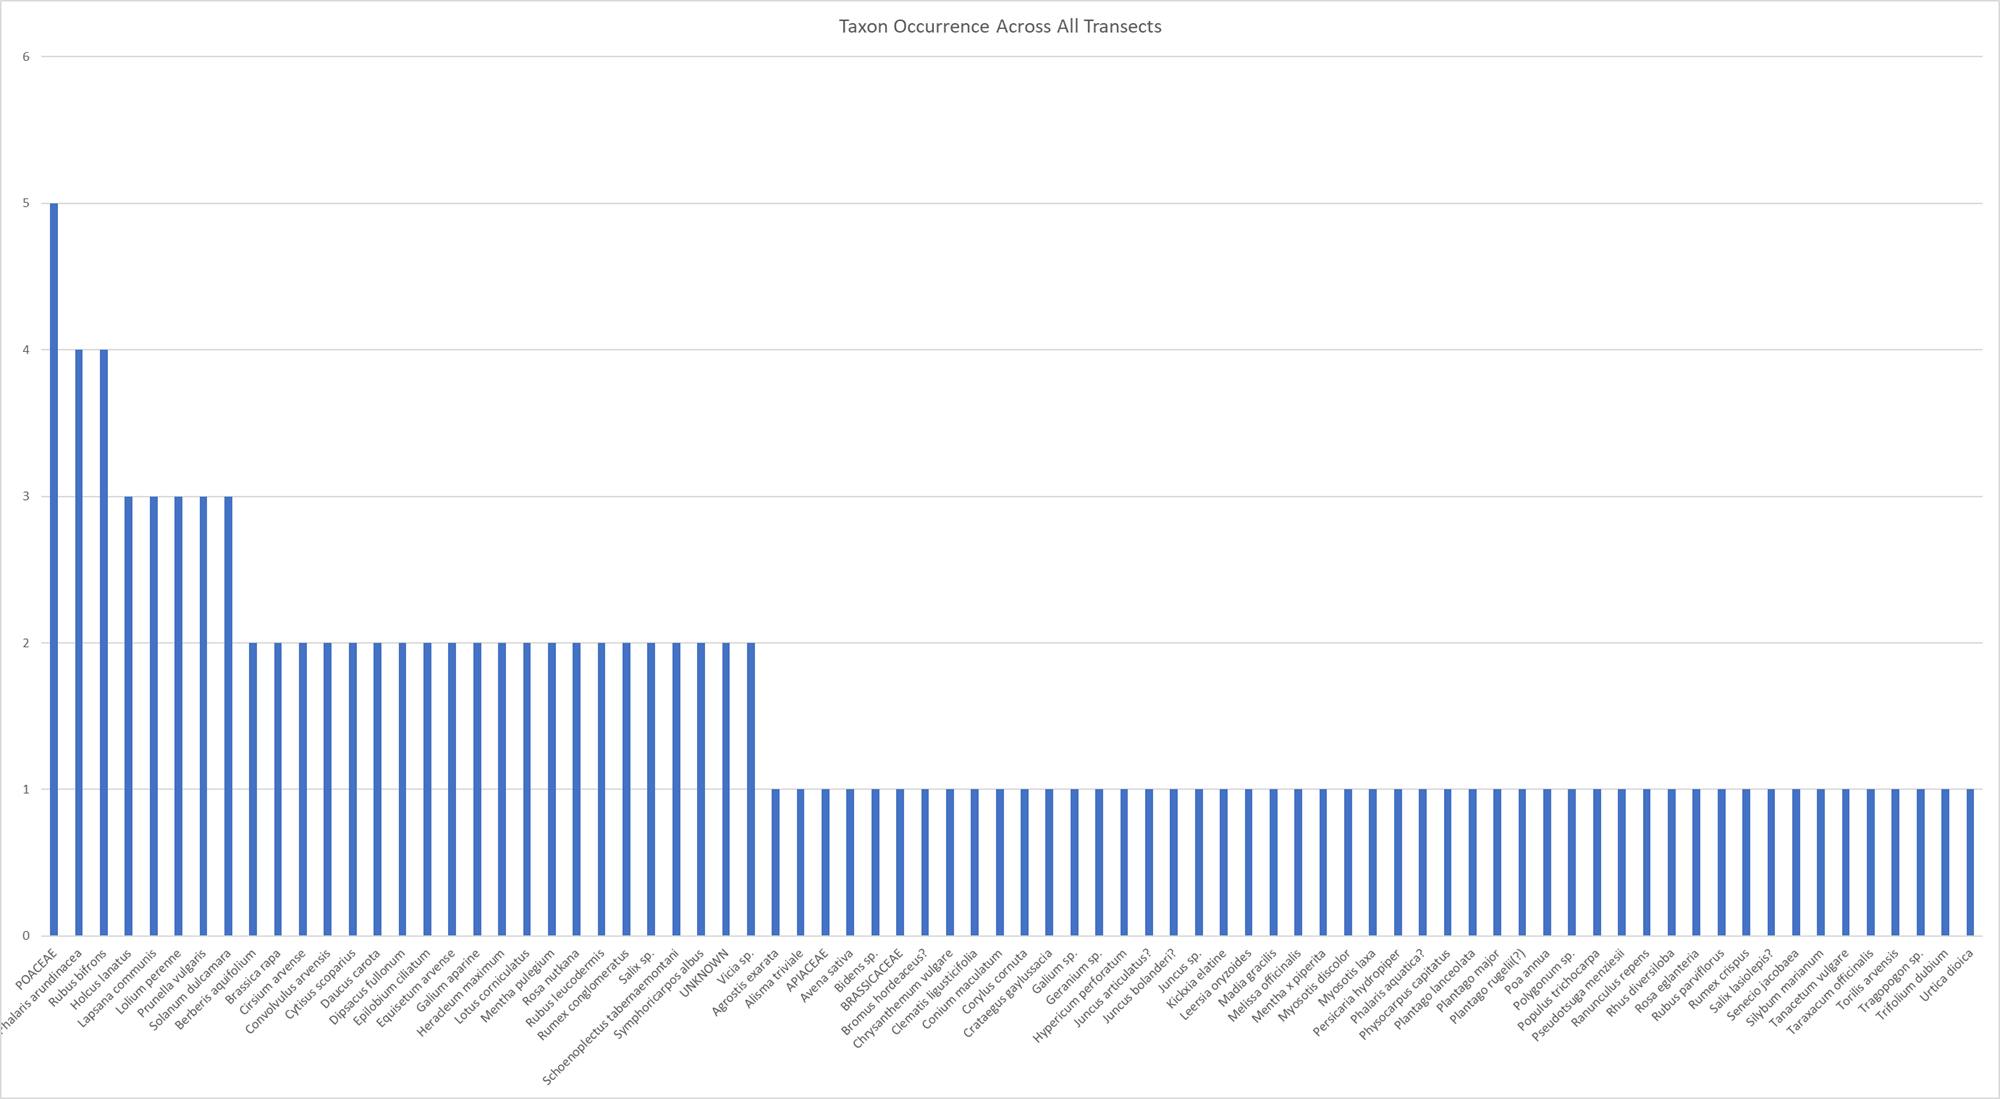 Taxon Occurrence Across All Transects
6
5
4
3
2
1
0
POACEAE
Phalaris arundinacea
Rubus bifrons
Holcus lanatus
Lapsana communis
Lolium perenne
Prunella vulgaris
Solanum dulcamara
Berberis aquifolium
Brassica rapa
Cirsium arvense
Convolvulus arvensis
Cytisus scoparius
Daucus carota
Dipsacus fullonum
Epilobium ciliatum
Equisetum arvense
Galium aparine
Heracleum maximum
Lotus corniculatus
Mentha pulegium
Rosa nutkana
Rubus leucodermis
Rumex conglomeratus
Salix sp.
Schoenoplectus tabernaemontani
Symphoricarpos albus
UNKNOWN
Vicia sp.
Agrostis exarata
Alisma triviale
APIACEAE
Avena sativa
Bidens sp.
BRASSICACEAE
Bromus hordeaceus?
Chrysanthemum vulgare
Clematis ligusticifolia
Conium maculatum
Corylus cornuta
Crataegus gaylussacia
Galium sp.
Geranium sp.
Hypericum perforatum
Juncus articulatus?
Juncus bolanderi?
Juncus sp.
Kickxia elatine
Leersia oryzoides
Madia gracilis
Melissa officinalis
Mentha x piperita
Myosotis discolor
Myosotis laxa
Persicaria hydropiper
Phalaris aquatica?
Physocarpus capitatus
Plantago lanceolata
Plantago major
Plantago rugelii(?)
Poa annua
Polygonum sp.
Populus trichocarpa
Pseudotsuga menziesii
Ranunculus repens
Rhus diversiloba
Rosa eglanteria
Rubus parviflorus
Rumex crispus
Salix lasiolepis?
Senecio jacobaea
Silybum marianum
Tanacetum vulgare
Taraxacum officinalis
Torilis arvensis
Tragopogon sp.
Trifolium dubium
Urtica dioica